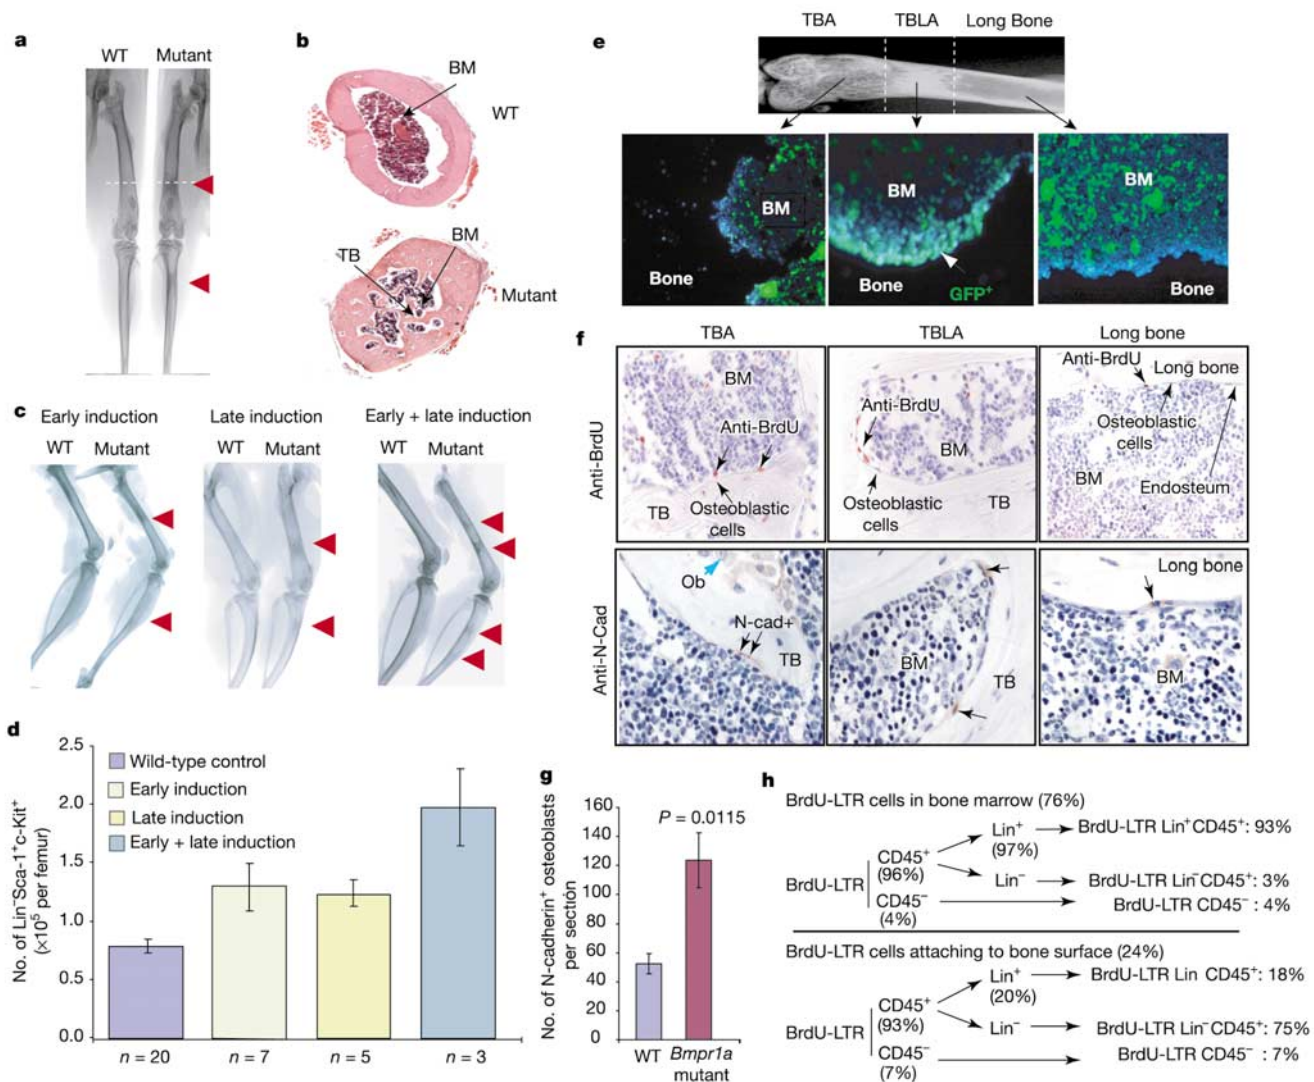 a
WT
Mutant
b
BM
WT
BM
TB
Mutant
c
Early induction
WT
Mutant
Late induction
WT
Mutant
Early + late induction
WT
Mutant
d
No. of Lin⁻Sca-1⁺c-Kit⁺
(×10⁵ per femur)
2.5
2.0
1.5
1.0
0.5
0.0
Wild-type control
Early induction
Late induction
Early + late induction
n = 20
n = 7
n = 5
n = 3
e
TBA
TBLA
Long Bone
BM
Bone
BM
Bone
GFP⁺
BM
Bone
f
TBA
TBLA
Long bone
Anti-BrdU
BM
Anti-BrdU
TB
Osteoblastic
cells
Anti-BrdU
BM
Osteoblastic
cells
TB
Anti-BrdU
Long bone
Osteoblastic
cells
BM
Endosteum
Anti-N-Cad
Ob
N-cad+
TB
BM
TB
Long bone
BM
g
No. of N-cadherin⁺ osteoblasts
per section
160
140
120
100
80
60
40
20
0
P = 0.0115
WT
Bmpr1a
mutant
h
BrdU-LTR cells in bone marrow (76%)
BrdU-LTR
CD45⁺
(96%)
CD45⁻
(4%)
Lin⁺
(97%)
Lin⁻
BrdU-LTR Lin⁺CD45⁺: 93%
BrdU-LTR Lin⁻CD45⁺: 3%
BrdU-LTR CD45⁻ : 4%
BrdU-LTR cells attaching to bone surface (24%)
BrdU-LTR
CD45⁺
(93%)
CD45⁻
(7%)
Lin⁺
(20%)
Lin⁻
BrdU-LTR Lin CD45⁺: 18%
BrdU-LTR Lin⁻CD45⁺: 75%
BrdU-LTR CD45⁻ : 7%